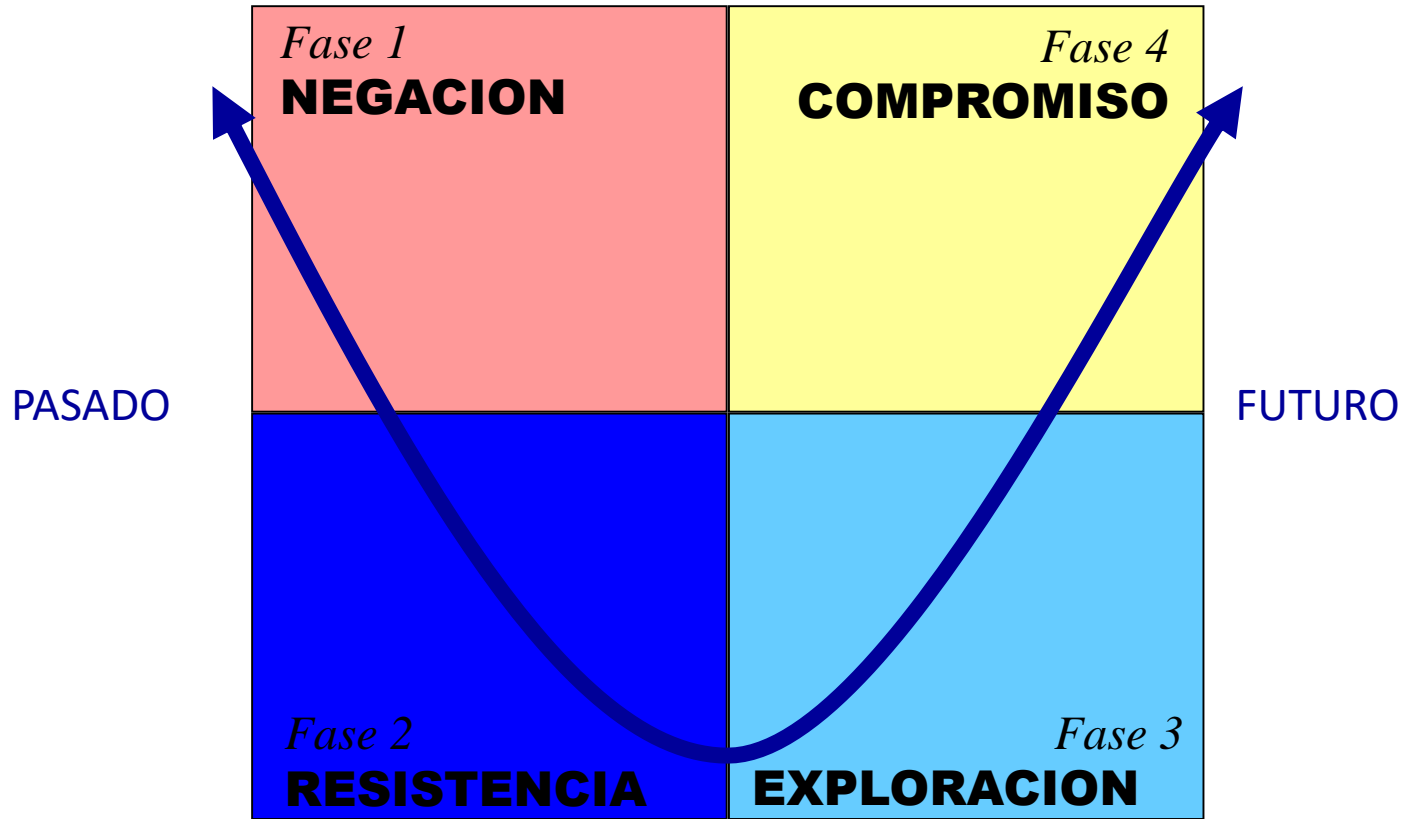 Fase 1
NEGACION
Fase 4
COMPROMISO
PASADO
FUTURO
Fase 2
RESISTENCIA
Fase 3
EXPLORACION